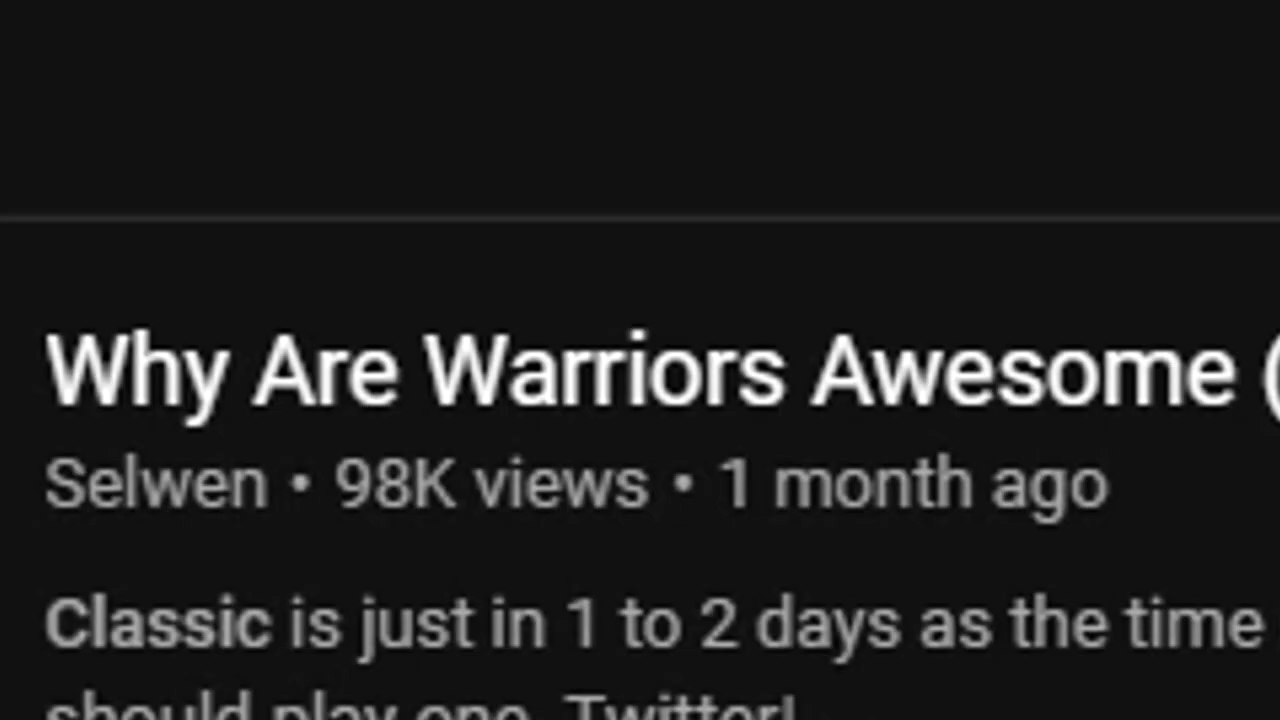 Why Are Warriors Awesome (
Selwen • 98K views • 1 month ago
Classic is just in 1 to 2 days as the time
should play one. Twitter!